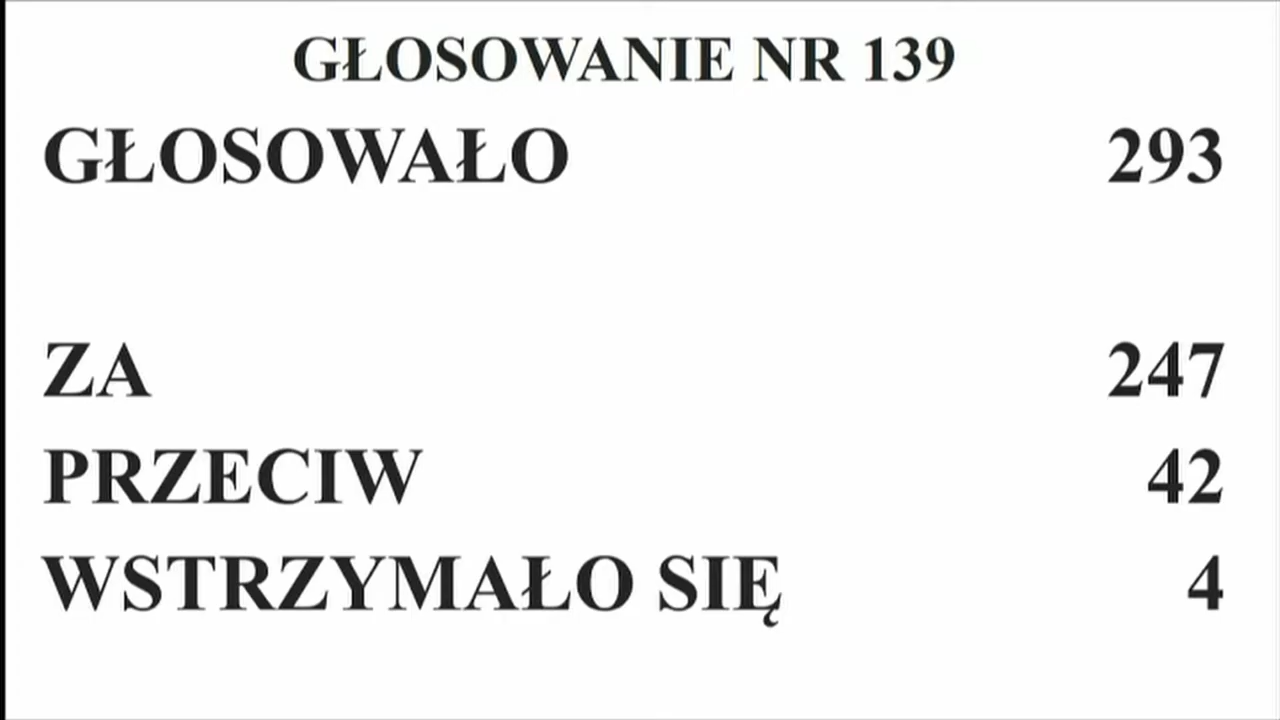 GŁOSOWANIE NR 139
GŁOSOWAŁO 293
ZA 247
PRZECIW 42
WSTRZYMAŁO SIĘ 4